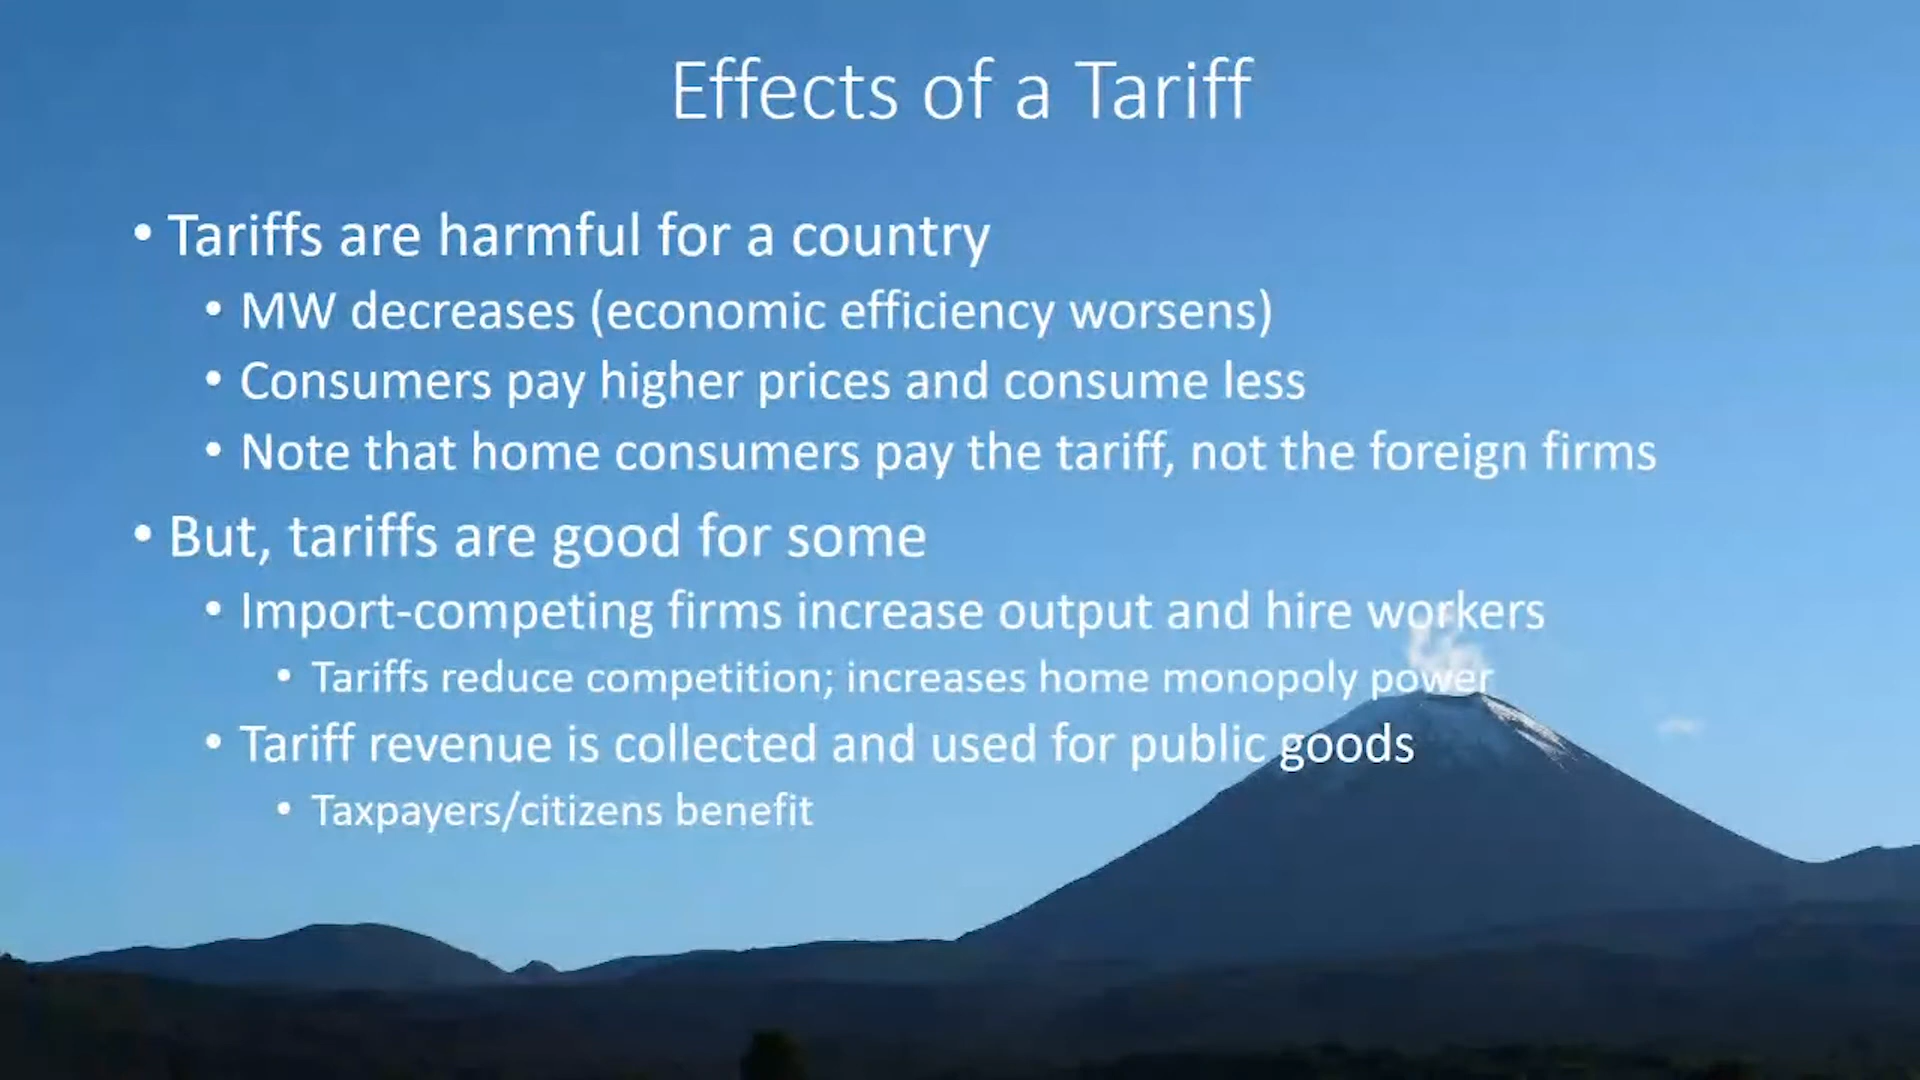 Effects of a Tariff
• Tariffs are harmful for a country
• MW decreases (economic efficiency worsens)
• Consumers pay higher prices and consume less
• Note that home consumers pay the tariff, not the foreign firms
• But, tariffs are good for some
• Import-competing firms increase output and hire workers
• Tariffs reduce competition; increases home monopoly power
• Tariff revenue is collected and used for public goods
• Taxpayers/citizens benefit